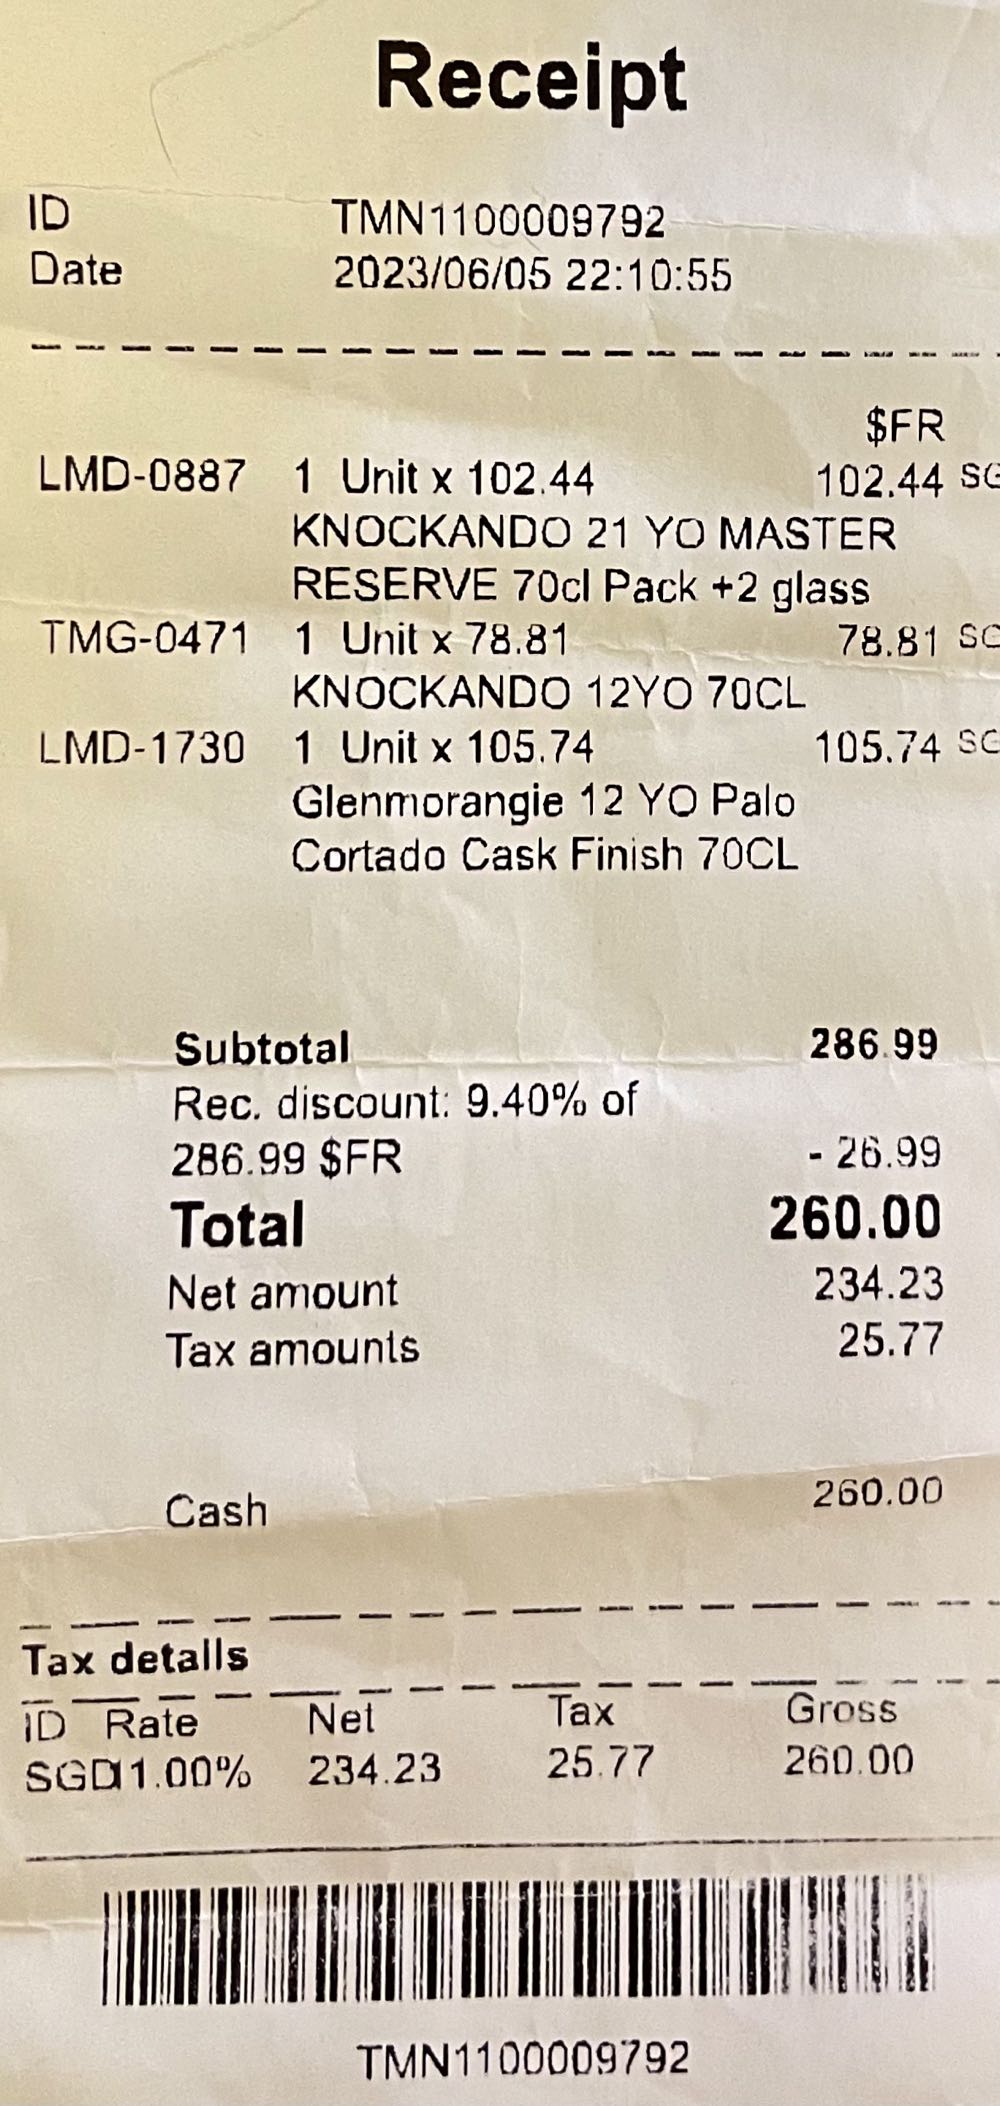 Receipt
ID TMN1100009792
Date 2023/06/05 22:10:55
$FR
LMD-0887 1 Unit x 102.44 102.44 SG
KNOCKANDO 21 YO MASTER
RESERVE 70cl Pack +2 glass
TMG-0471 1 Unit x 78.81 78.81 SG
KNOCKANDO 12YO 70CL
LMD-1730 1 Unit x 105.74 105.74 SG
Glenmorangie 12 YO Palo
Cortado Cask Finish 70CL
Subtotal 286.99
Rec. discount: 9.40% of
286.99 $FR - 26.99
Total 260.00
Net amount 234.23
Tax amounts 25.77
Cash 260.00
Tax details
ID Rate Net Tax Gross
SGD11.00% 234.23 25.77 260.00
TMN1100009792